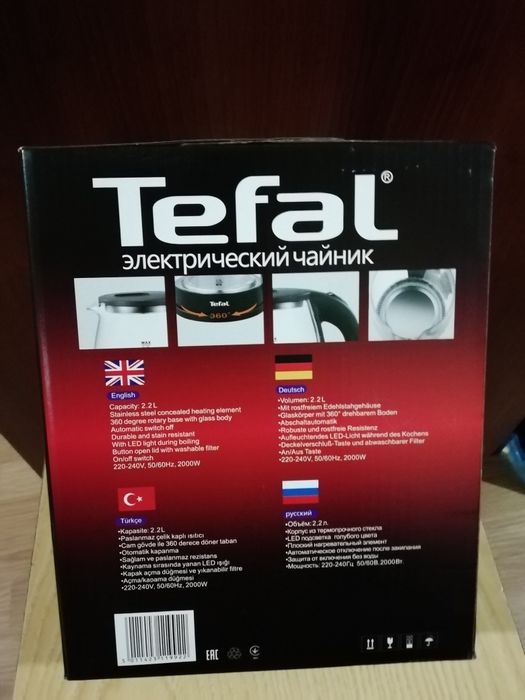 Tefal®
электрический чайник
MAX
Tefal
360°
English
Capacity: 2.2L
Stainless steel concealed heating element
360 degree rotary base with glass body
Automatic switch off
Durable and stain resistant
With LED light during boiling
Button open lid with washable filter
On/off switch
220-240V, 50/60Hz, 2000W
Deutsch
•Volumen: 2.2L
•Mit rostfreiem Edehlstahgehäuse
•Glaskörper mit 360° drehbarem Boden
•Abschaltautomatik
•Robuste und rostfreie Resistenz
•Aufleuchtendes LED-Licht während des Kochens
•Deckelverschluß-Taste und abwaschbarer Filter
•An/Aus Taste
•220-240V, 50/60Hz, 2000W
Türkçe
•Kapasite: 2.2L
•Paslanmaz çelik kaplı ısıtıcı
•Cam gövde ile 360 derece döner taban
•Otomatik kapanma
•Sağlam ve paslanmaz rezistans
•Kaynama sırasında yanan LED ışığı
•Kapak açma düğmesi ve yıkanabilir filtre
•Açma/kapama düğmesi
•220-240V, 50/60Hz, 2000W
русский
•Объём: 2.2л.
•Корпус из термопрочного стекла
•LED подсветка голубого цвета
•Плоский нагревательный элемент
•Автоматическое отключение после закипания
•Защита от включения без воды
•Мощность: 220-240Гц 50/60В.2000Вт.
EAC